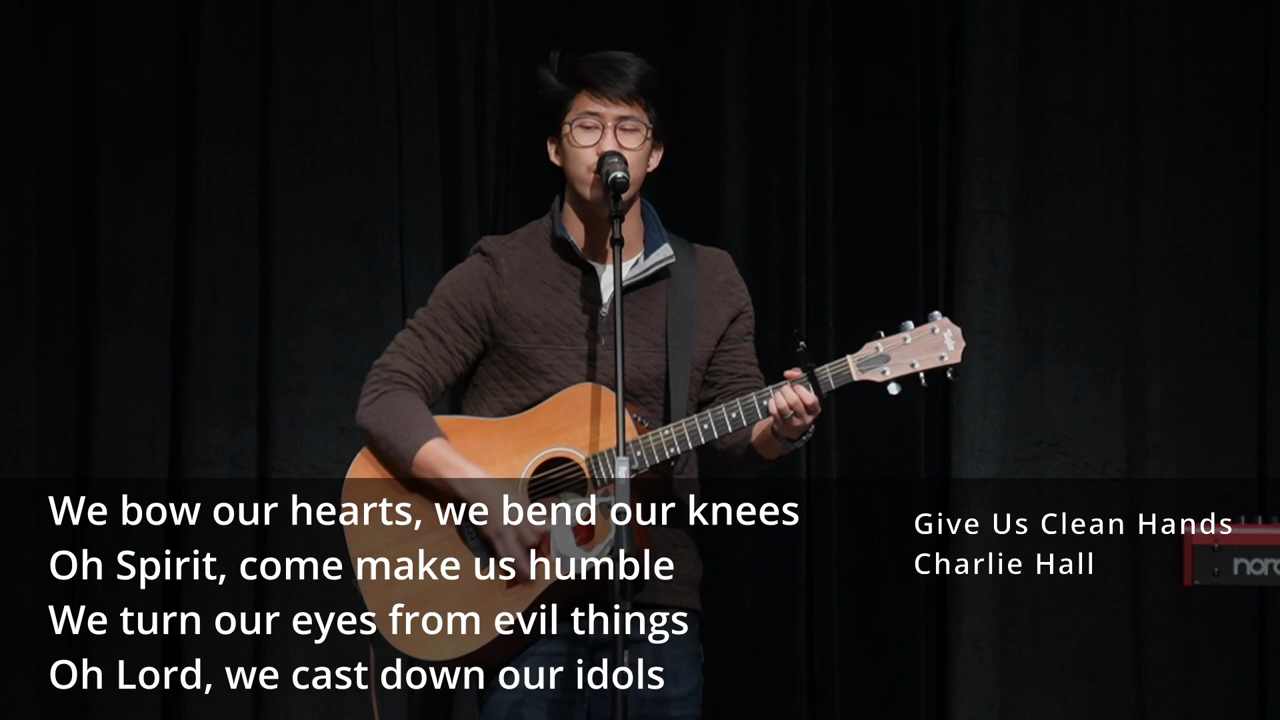 We bow our hearts, we bend our knees
Oh Spirit, come make us humble
We turn our eyes from evil things
Oh Lord, we cast down our idols
Give Us Clean Hands
Charlie Hall
Taylor